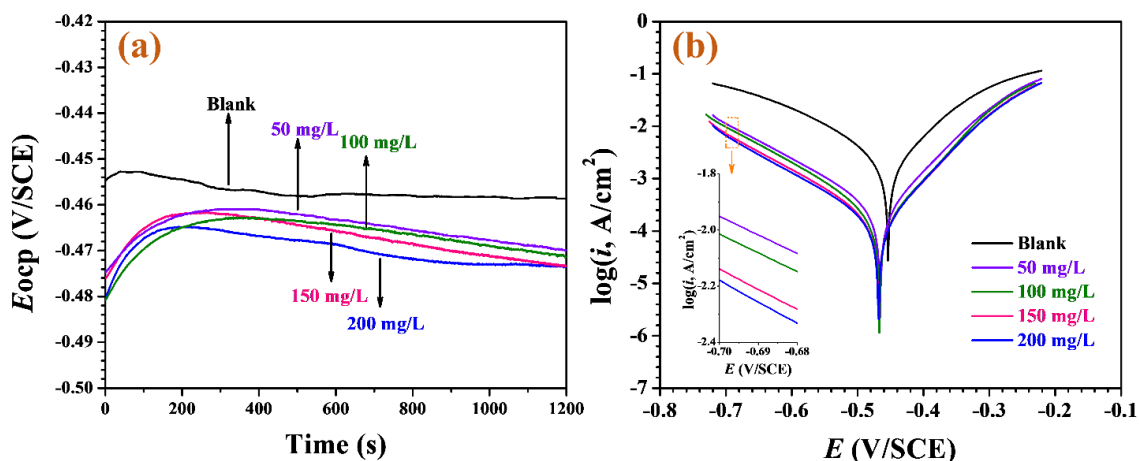 (a)
-0.42
-0.43
-0.44
-0.45
-0.46
-0.47
-0.48
-0.49
-0.50
Eocp (V/SCE)
Blank
50 mg/L
100 mg/L
150 mg/L
200 mg/L
0 200 400 600 800 1000 1200
Time (s)
(b)
1
0
-1
-2
-3
-4
-5
-6
-7
log(i, A/cm²)
-1.8
-2.0
-2.2
-2.4
log(i, A/cm²)
-0.70 -0.69 -0.68
E (V/SCE)
Blank
50 mg/L
100 mg/L
150 mg/L
200 mg/L
-0.8 -0.7 -0.6 -0.5 -0.4 -0.3 -0.2 -0.1
E (V/SCE)